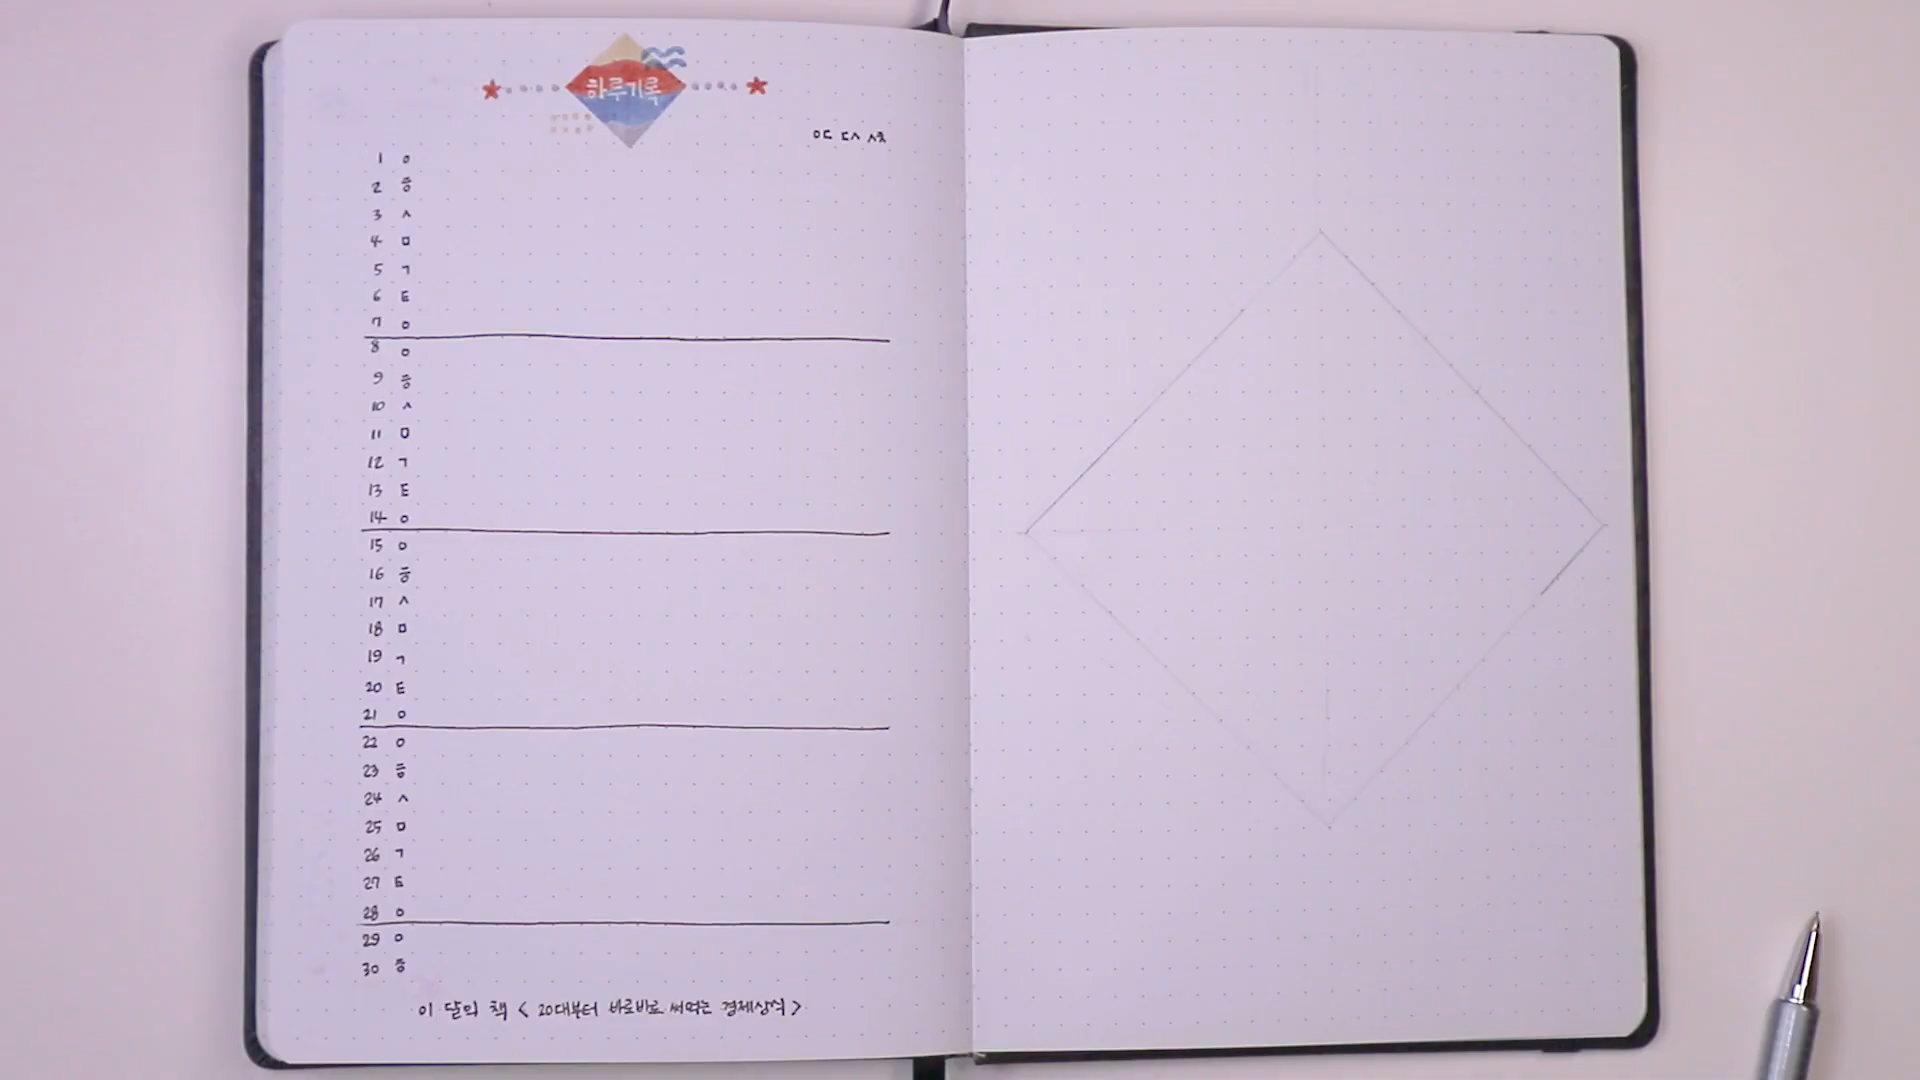 하루기록
ㅇㄷ ㄷㅅ ㅅㅊ
1 ㅇ
2 ㅎ
3 ㅅ
4 ㅁ
5 ㄱ
6 ㅌ
7 ㅇ
8 ㅇ
9 ㅎ
10 ㅅ
11 ㅁ
12 ㄱ
13 ㅌ
14 ㅇ
15 ㅇ
16 ㅎ
17 ㅅ
18 ㅁ
19 ㄱ
20 ㅌ
21 ㅇ
22 ㅇ
23 ㅎ
24 ㅅ
25 ㅁ
26 ㄱ
27 ㅌ
28 ㅇ
29 ㅇ
30 ㅎ
이 달의 책 < 20대부터 바로바로 써먹는 경제상식 >